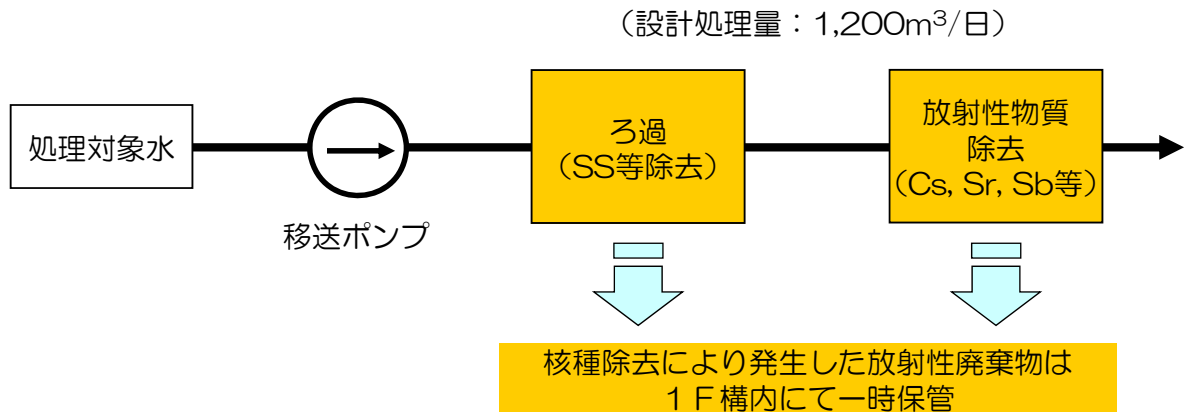 （設計処理量：1,200m³/日）
処理対象水
移送ポンプ
ろ過
（SS等除去）
放射性物質
除去
（Cs, Sr, Sb等）
核種除去により発生した放射性廃棄物は
１Ｆ構内にて一時保管